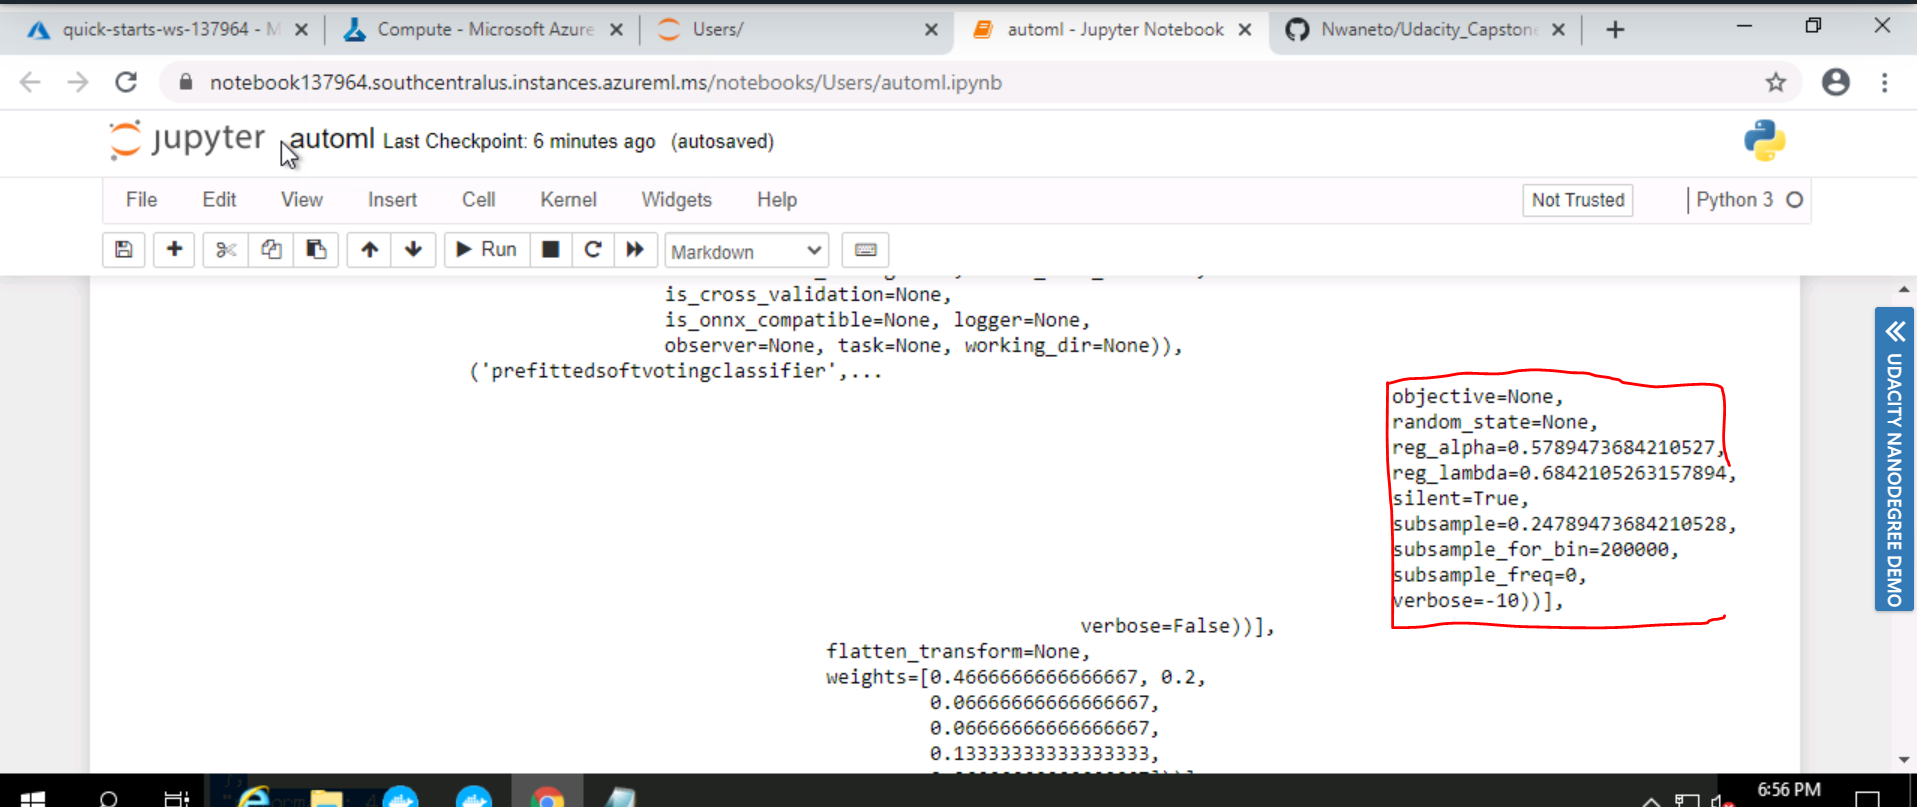 quick-starts-ws-137964 - M
Compute - Microsoft Azure
Users/
automl - Jupyter Notebook
Nwaneto/Udacity_Capstone
notebook137964.southcentralus.instances.azureml.ms/notebooks/Users/automl.ipynb
jupyter automl Last Checkpoint: 6 minutes ago (autosaved)
File Edit View Insert Cell Kernel Widgets Help
Not Trusted
Python 3
Run
Markdown
is_cross_validation=None,
is_onnx_compatible=None, logger=None,
observer=None, task=None, working_dir=None)),
('prefittedsoftvotingclassifier',...
objective=None,
random_state=None,
reg_alpha=0.5789473684210527,
reg_lambda=0.6842105263157894,
silent=True,
subsample=0.24789473684210528,
subsample_for_bin=200000,
subsample_freq=0,
verbose=-10))],
verbose=False))],
flatten_transform=None,
weights=[0.4666666666666667, 0.2,
0.06666666666666667,
0.06666666666666667,
0.13333333333333333,
UDACITY NANODEGREE DEMO
6:56 PM